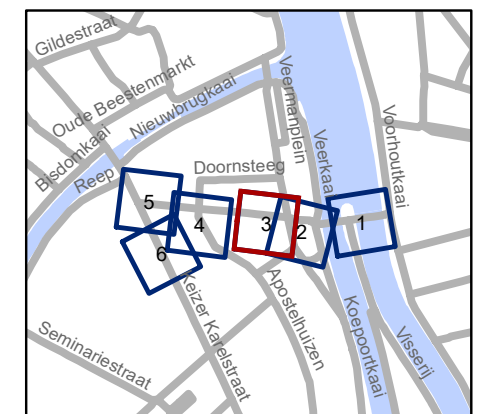 Gildestraat
Oude Beestenmarkt
Nieuwbrugkaai
Bisdomkaai
Reep
Veermanplein
Veerkaai
Voorhoutkaai
Doornsteeg
5
4
3
2
1
6
Keizer Karelstraat
Apostelhuizen
Koepoortkaai
Visserij
Seminariestraat